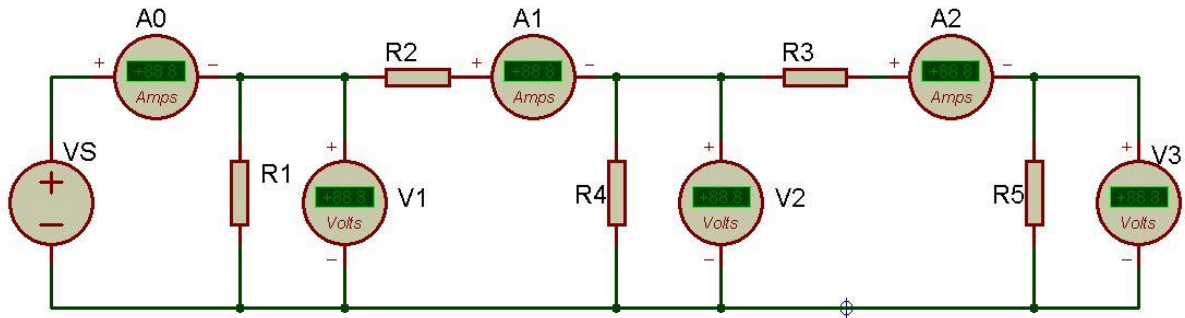 A0
A1
A2
R2
R3
+88.8
Amps
+88.8
Amps
+88.8
Amps
VS
R1
V1
R4
V2
R5
V3
+88.8
Volts
+88.8
Volts
+88.8
Volts